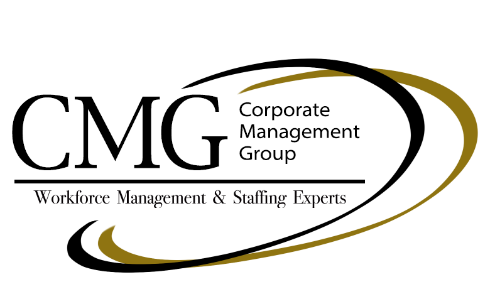 CMG
Corporate
Management
Group
Workforce Management & Staffing Experts